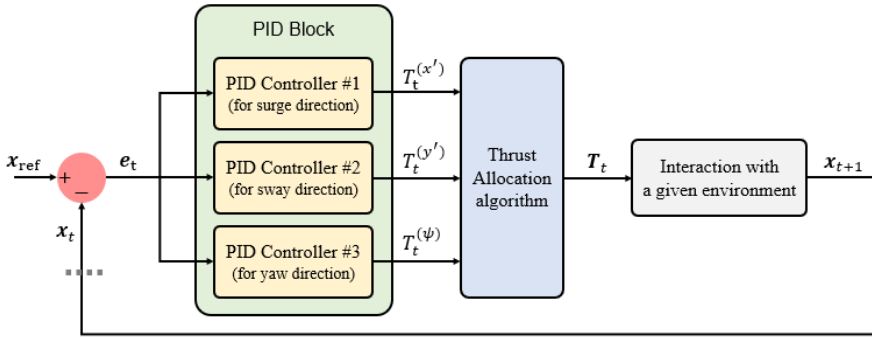 PID Block
PID Controller #1
(for surge direction)
T_t^(x′)
x_ref
+
−
e_t
PID Controller #2
(for sway direction)
T_t^(y′)
Thrust
Allocation
algorithm
T_t
Interaction with
a given environment
x_{t+1}
x_t
PID Controller #3
(for yaw direction)
T_t^(ψ)